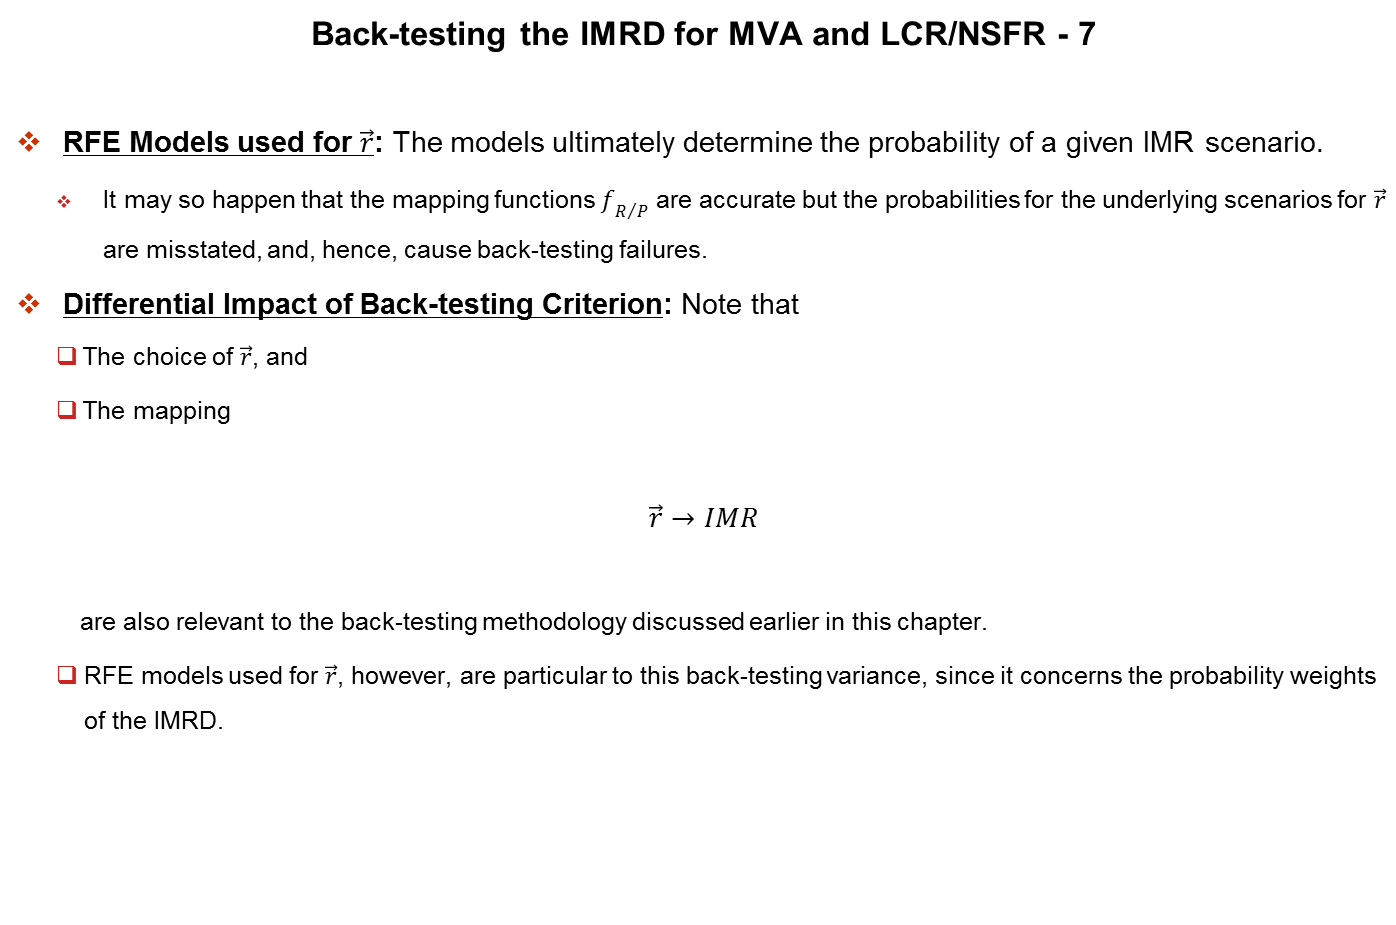 Back-testing the IMRD for MVA and LCR/NSFR - 7
❖ RFE Models used for r⃗: The models ultimately determine the probability of a given IMR scenario.
❖ It may so happen that the mapping functions f_{R/P} are accurate but the probabilities for the underlying scenarios for r⃗
are misstated, and, hence, cause back-testing failures.
❖ Differential Impact of Back-testing Criterion: Note that
❑ The choice of r⃗, and
❑ The mapping
r⃗ → IMR
are also relevant to the back-testing methodology discussed earlier in this chapter.
❑ RFE models used for r⃗, however, are particular to this back-testing variance, since it concerns the probability weights
of the IMRD.